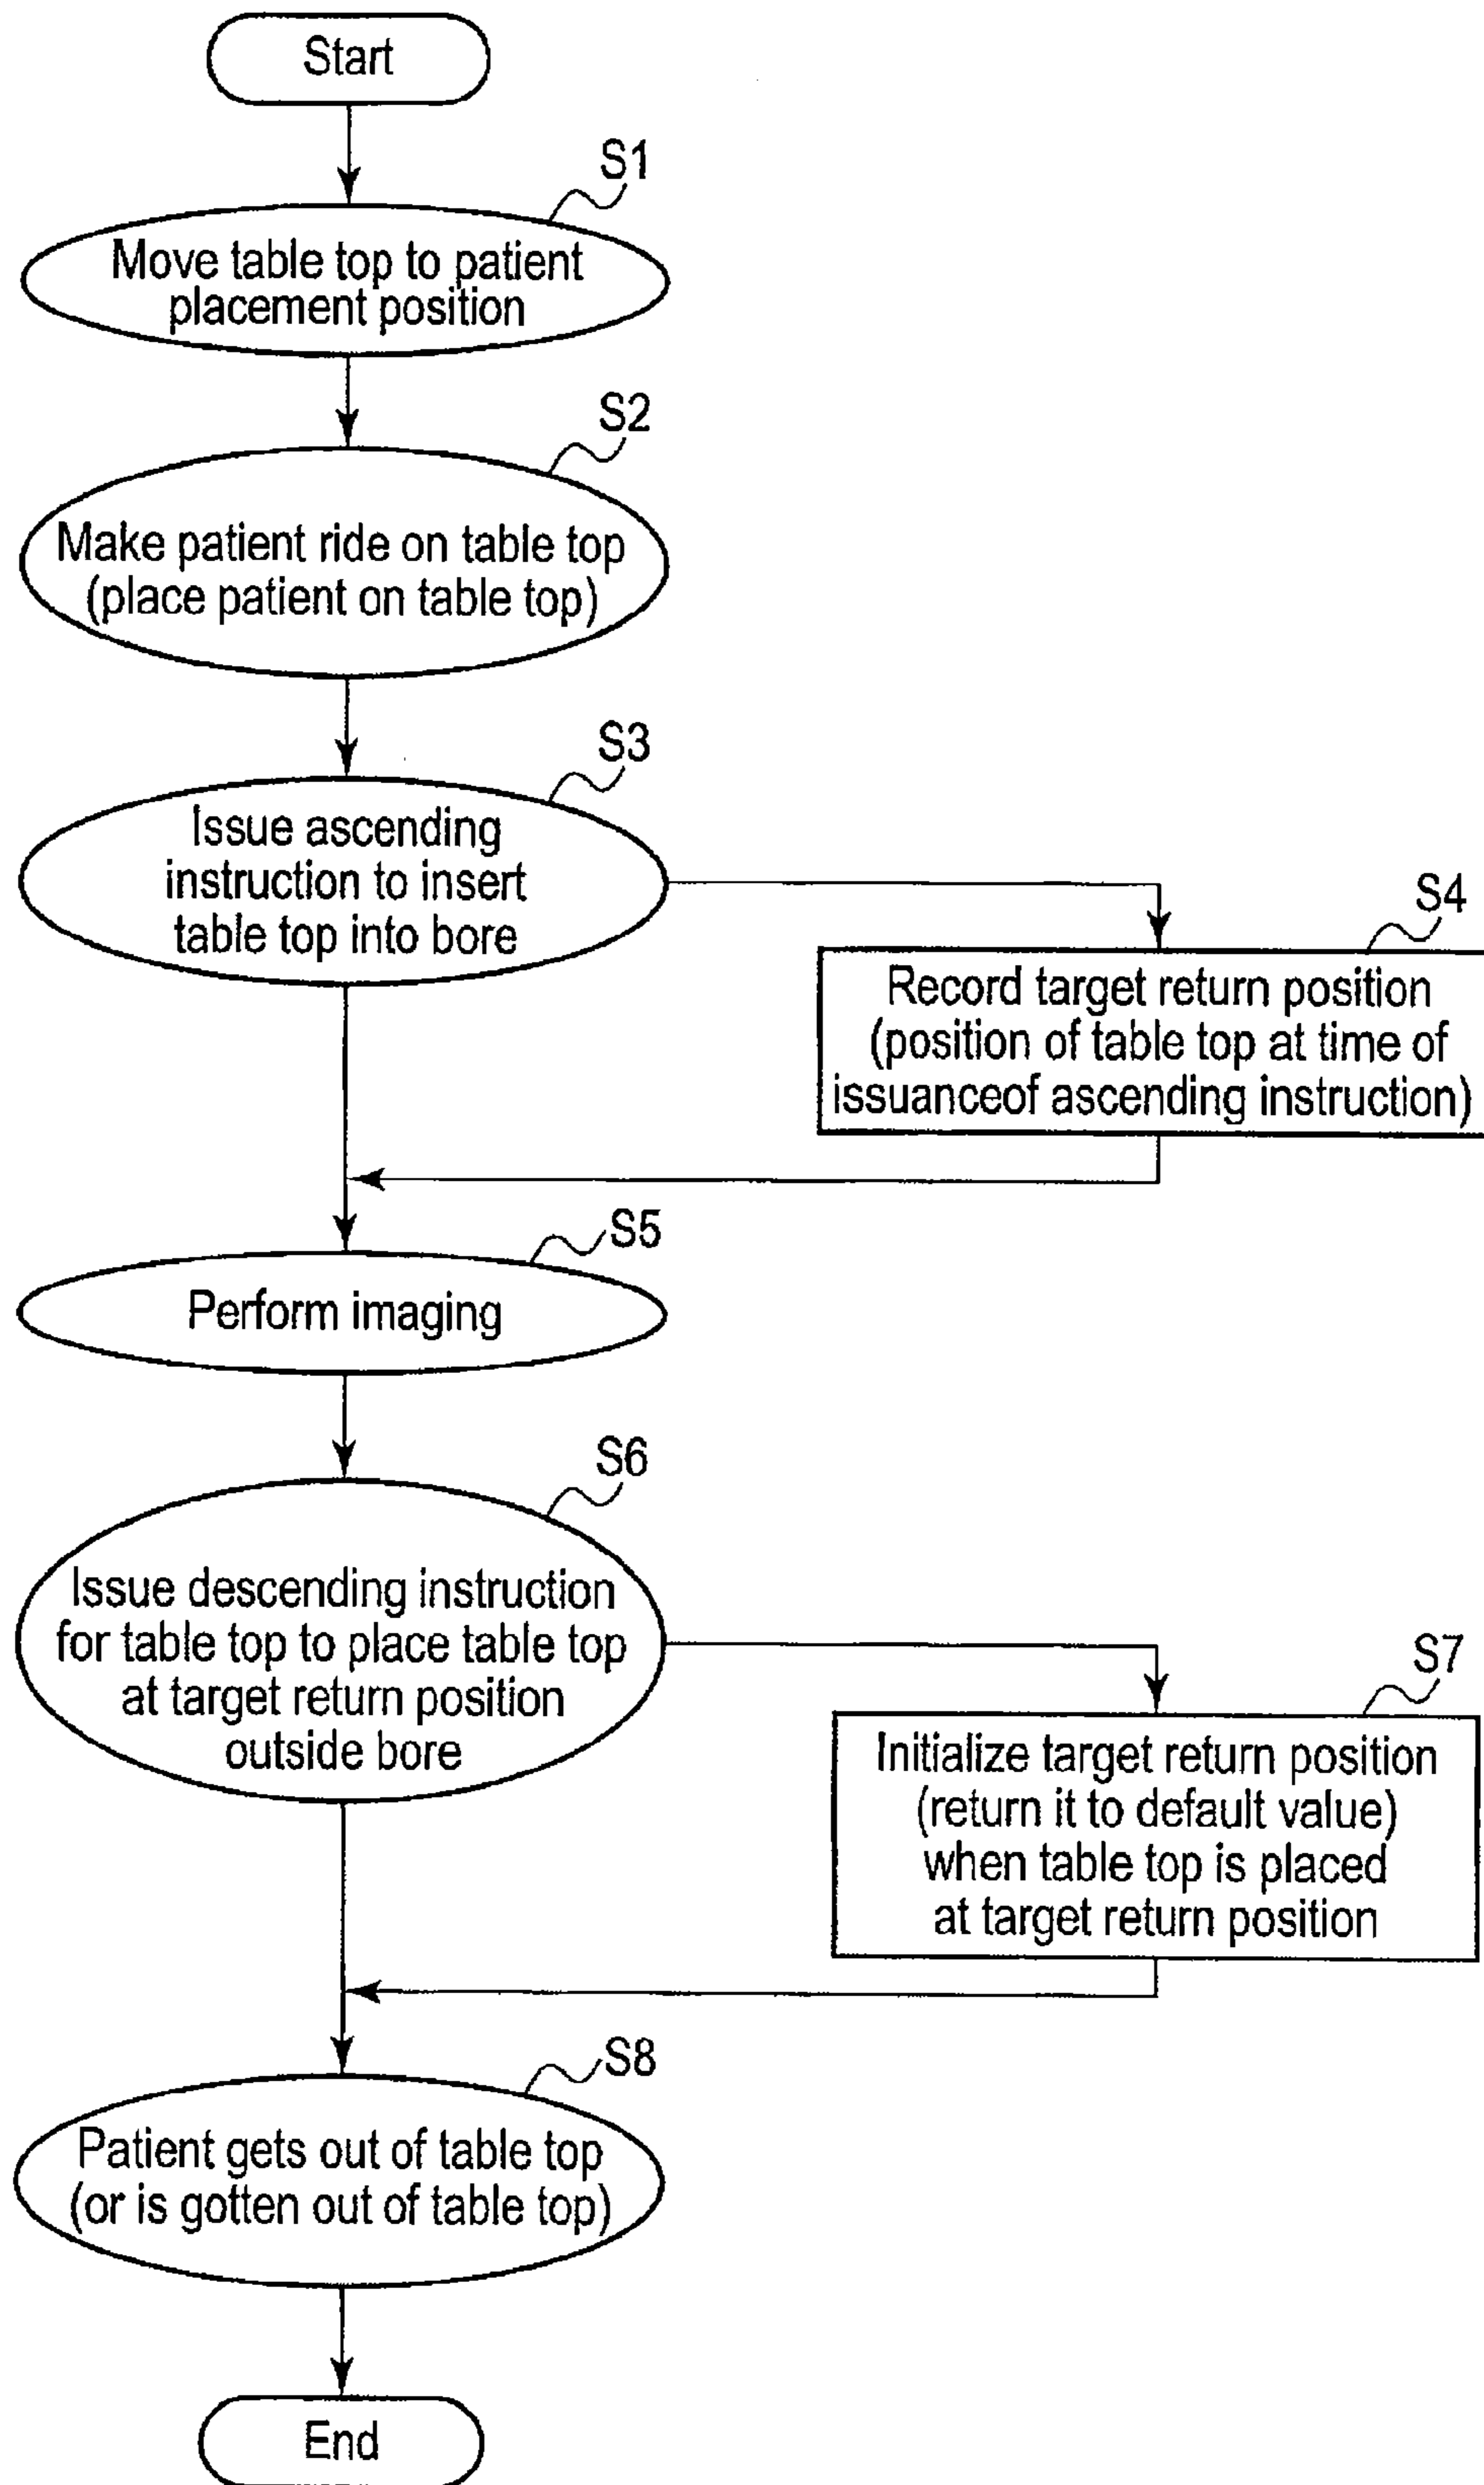 Start
S1
Move table top to patient
placement position
S2
Make patient ride on table top
(place patient on table top)
S3
Issue ascending
instruction to insert
table top into bore
S4
Record target return position
(position of table top at time of
issuanceof ascending instruction)
S5
Perform imaging
S6
Issue descending instruction
for table top to place table top
at target return position
outside bore
S7
Initialize target return position
(return it to default value)
when table top is placed
at target return position
S8
Patient gets out of table top
(or is gotten out of table top)
End